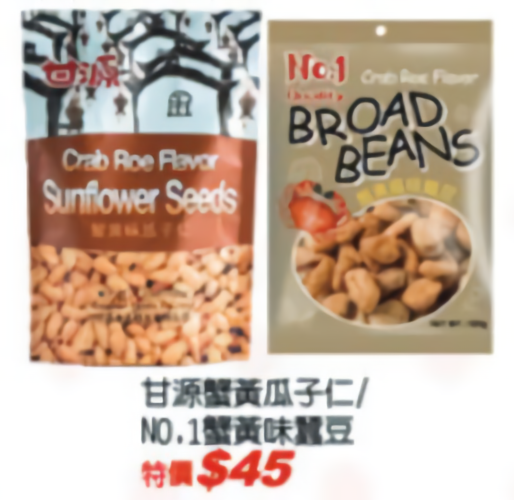 甘源
Crab Roe Flavor
Sunflower Seeds
蟹黃味瓜子仁
No.1
Quality
Crab Roe Flavor
BROAD
BEANS
甘源蟹黃瓜子仁/
NO.1蟹黃味蠶豆
特價$45